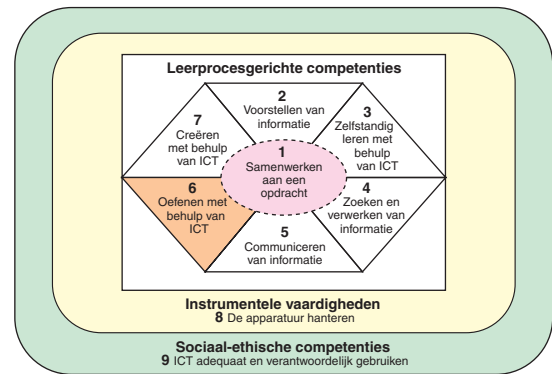 Leerprocesgerichte competenties
2
Voorstellen van
informatie
3
Zelfstandig
leren met
behulp
van ICT
7
Creëren
met behulp
van ICT
1
Samenwerken
aan een
opdracht
6
Oefenen met
behulp van
ICT
4
Zoeken en
verwerken van
informatie
5
Communiceren
van informatie
Instrumentele vaardigheden
8 De apparatuur hanteren
Sociaal-ethische competenties
9 ICT adequaat en verantwoordelijk gebruiken